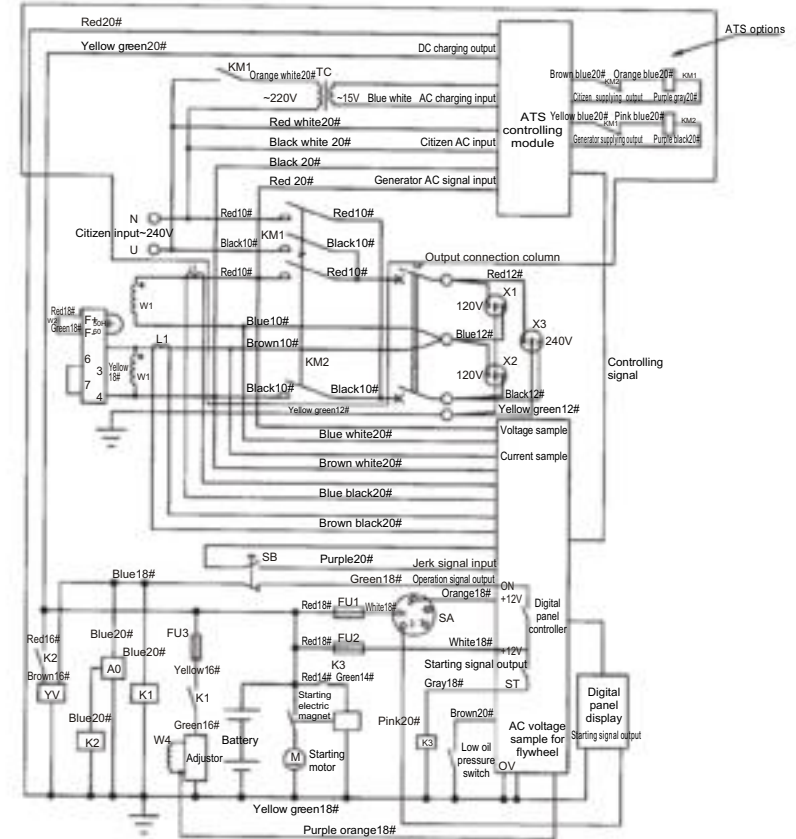 Red20#
ATS options
Yellow green20#
DC charging output
KM1
Orange white20#
TC
Brown blue20#
Orange blue20#
KM2
KM1
~220V
~15V
Blue white
AC charging input
Citizen supplying output
Purple gray20#
ATS
controlling
module
Yellow blue20#
Pink blue20#
KM1
KM2
Red white20#
Generator supplying output
Purple black20#
Black white 20#
Citizen AC input
Black 20#
Red 20#
Generator AC signal input
N
Red10#
Red10#
Citizen input~240V
KM1
U
Black10#
Black10#
Output connection column
Red10#
Red10#
Red12#
X1
W1
120V
X3
Red18#
W2
Green18#
F+
F-
Blue10#
Blue12#
240V
L1
Brown10#
6
3
Yellow
18#
W1
KM2
120V
X2
Controlling
signal
7
4
Black10#
Black10#
Black12#
Yellow green12#
Yellow green12#
Voltage sample
Blue white20#
Current sample
Brown white20#
Blue black20#
Brown black20#
SB
Purple20#
Jerk signal input
Blue18#
Green18#
Operation signal output
ON
Orange18#
+12V
Red18#
FU1
White18#
SA
Digital
panel
controller
Red16#
K2
Brown16#
YV
Blue20#
A0
Blue20#
K1
FU3
Yellow16#
K1
Red18#
FU2
White18#
+12V
K3
Starting signal output
Red14#
Green14#
Gray18#
ST
Starting
electric
magnet
Pink20#
Brown20#
Digital
panel
display
Starting signal output
Blue20#
K2
Green16#
W4
Adjustor
Battery
M
Starting
motor
K3
Low oil
pressure
switch
AC voltage
sample for
flywheel
OV
Yellow green18#
Purple orange18#